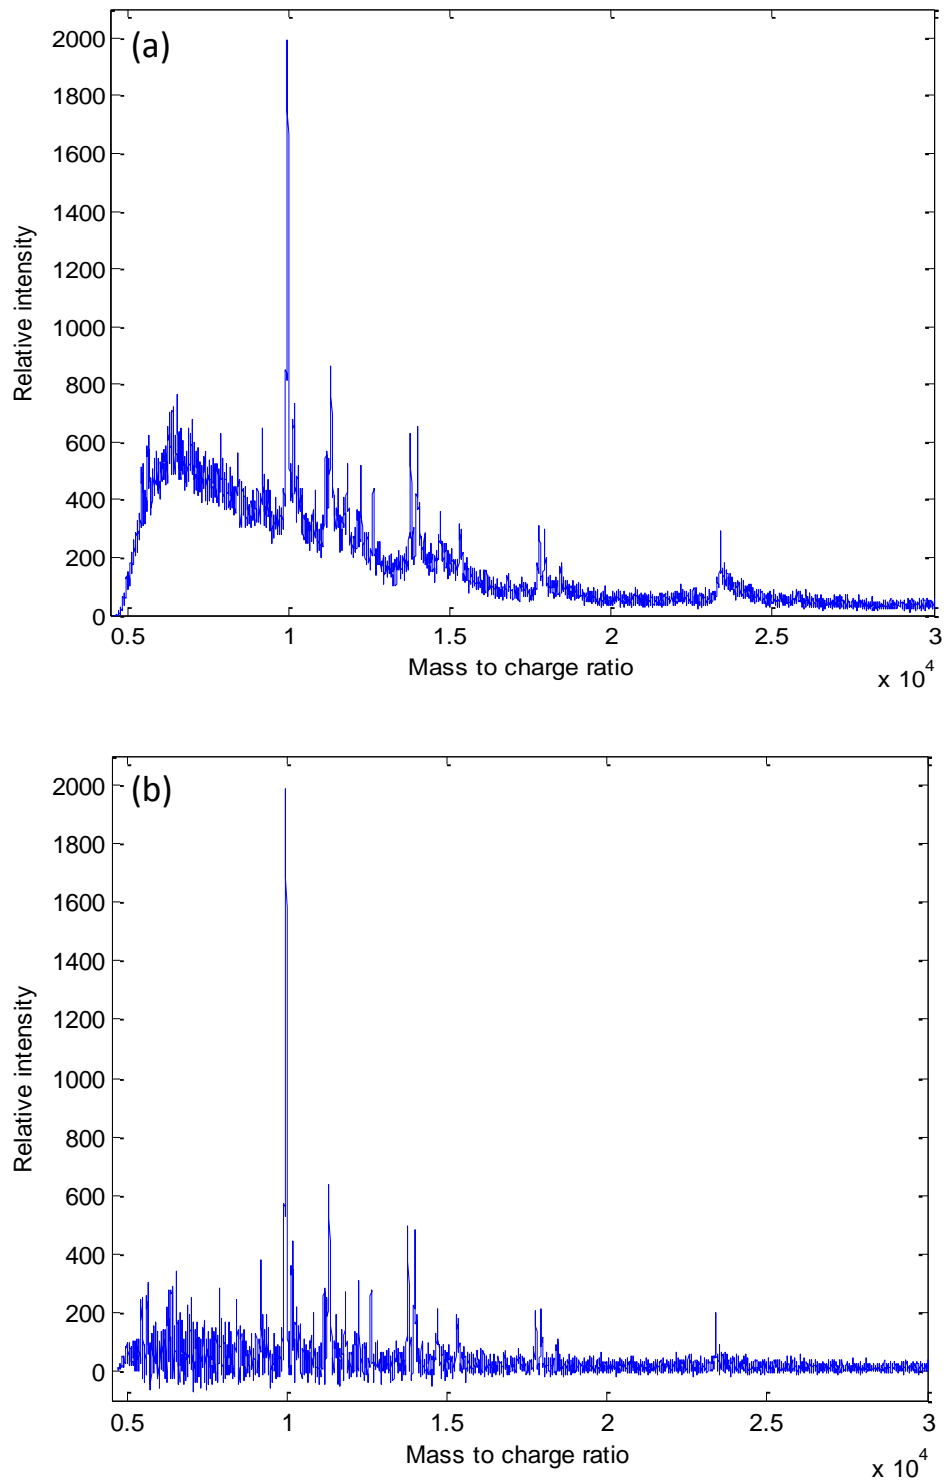 (a)
2000
1800
1600
1400
1200
1000
800
600
400
200
0
Relative intensity
0.5 1 1.5 2 2.5 3
Mass to charge ratio
x 10^4
(b)
2000
1800
1600
1400
1200
1000
800
600
400
200
0
Relative intensity
0.5 1 1.5 2 2.5 3
Mass to charge ratio
x 10^4